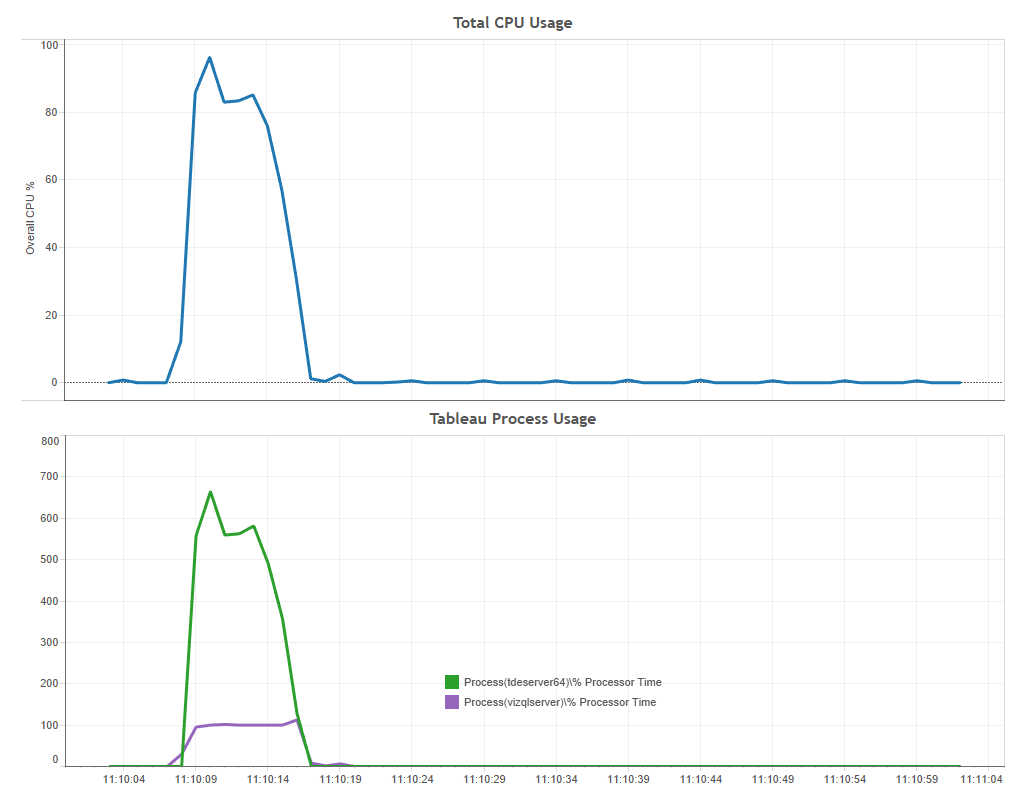 Total CPU Usage
100
80
60
40
20
0
Overall CPU %
Tableau Process Usage
800
700
600
500
400
300
200
100
0
Process(tdeserver64)\% Processor Time
Process(vizqlserver)\% Processor Time
11:10:04 11:10:09 11:10:14 11:10:19 11:10:24 11:10:29 11:10:34 11:10:39 11:10:44 11:10:49 11:10:54 11:10:59 11:11:04